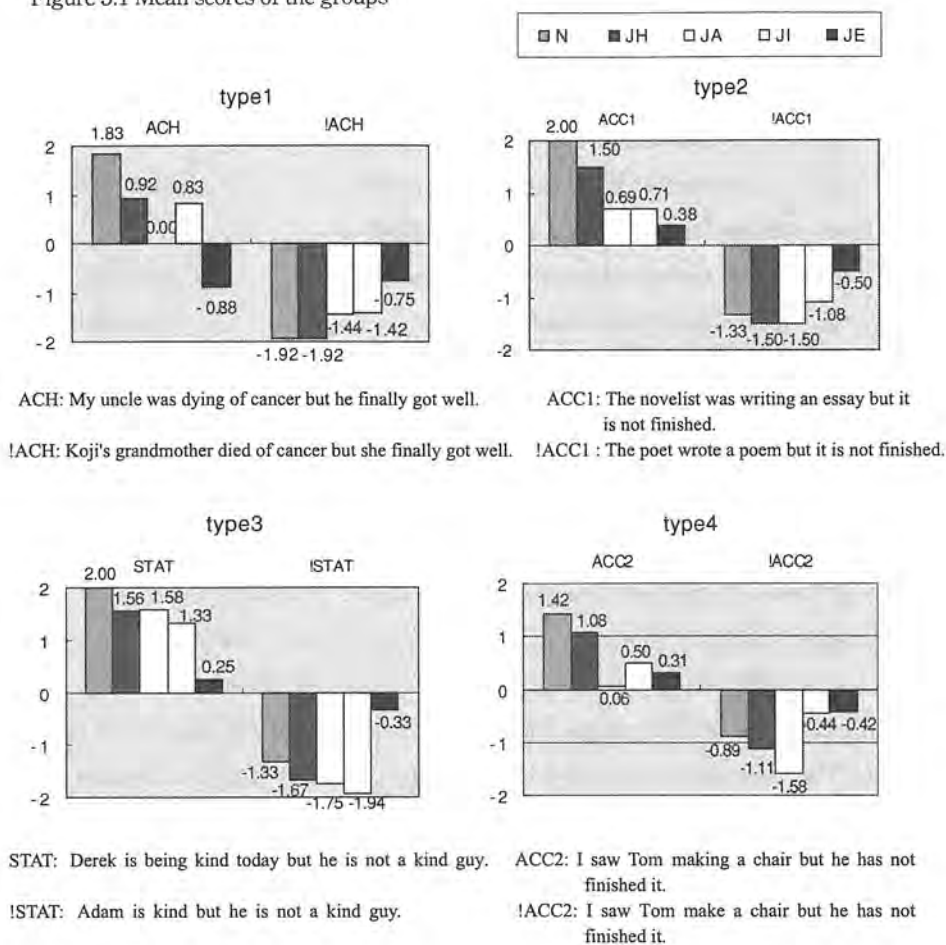 Figure 3.1 Mean scores of the groups
N JH JA JI JE
type1
ACH !ACH
1.83
2
0.92 0.83
1
0.00
0
-0.88
-0.75
-1
-1.44 -1.42
-2
-1.92 -1.92
type2
ACC1 !ACC1
2.00
2
1.50
1
0.69 0.71
0.38
0
-0.50
-1
-1.08
-1.33
-1.50 -1.50
-2
ACH: My uncle was dying of cancer but he finally got well.
!ACH: Koji's grandmother died of cancer but she finally got well.
ACC1: The novelist was writing an essay but it
is not finished.
!ACC1 : The poet wrote a poem but it is not finished.
type3
STAT !STAT
2.00
2
1.56 1.58
1.33
1
0.25
0
-0.33
-1
-1.33
-1.67
-1.75 -1.94
-2
type4
ACC2 !ACC2
2
1.42
1.08
1
0.50
0.31
0
0.06
-0.44 -0.42
-0.89
-1
-1.11
-1.58
-2
STAT: Derek is being kind today but he is not a kind guy.
!STAT: Adam is kind but he is not a kind guy.
ACC2: I saw Tom making a chair but he has not
finished it.
!ACC2: I saw Tom make a chair but he has not
finished it.